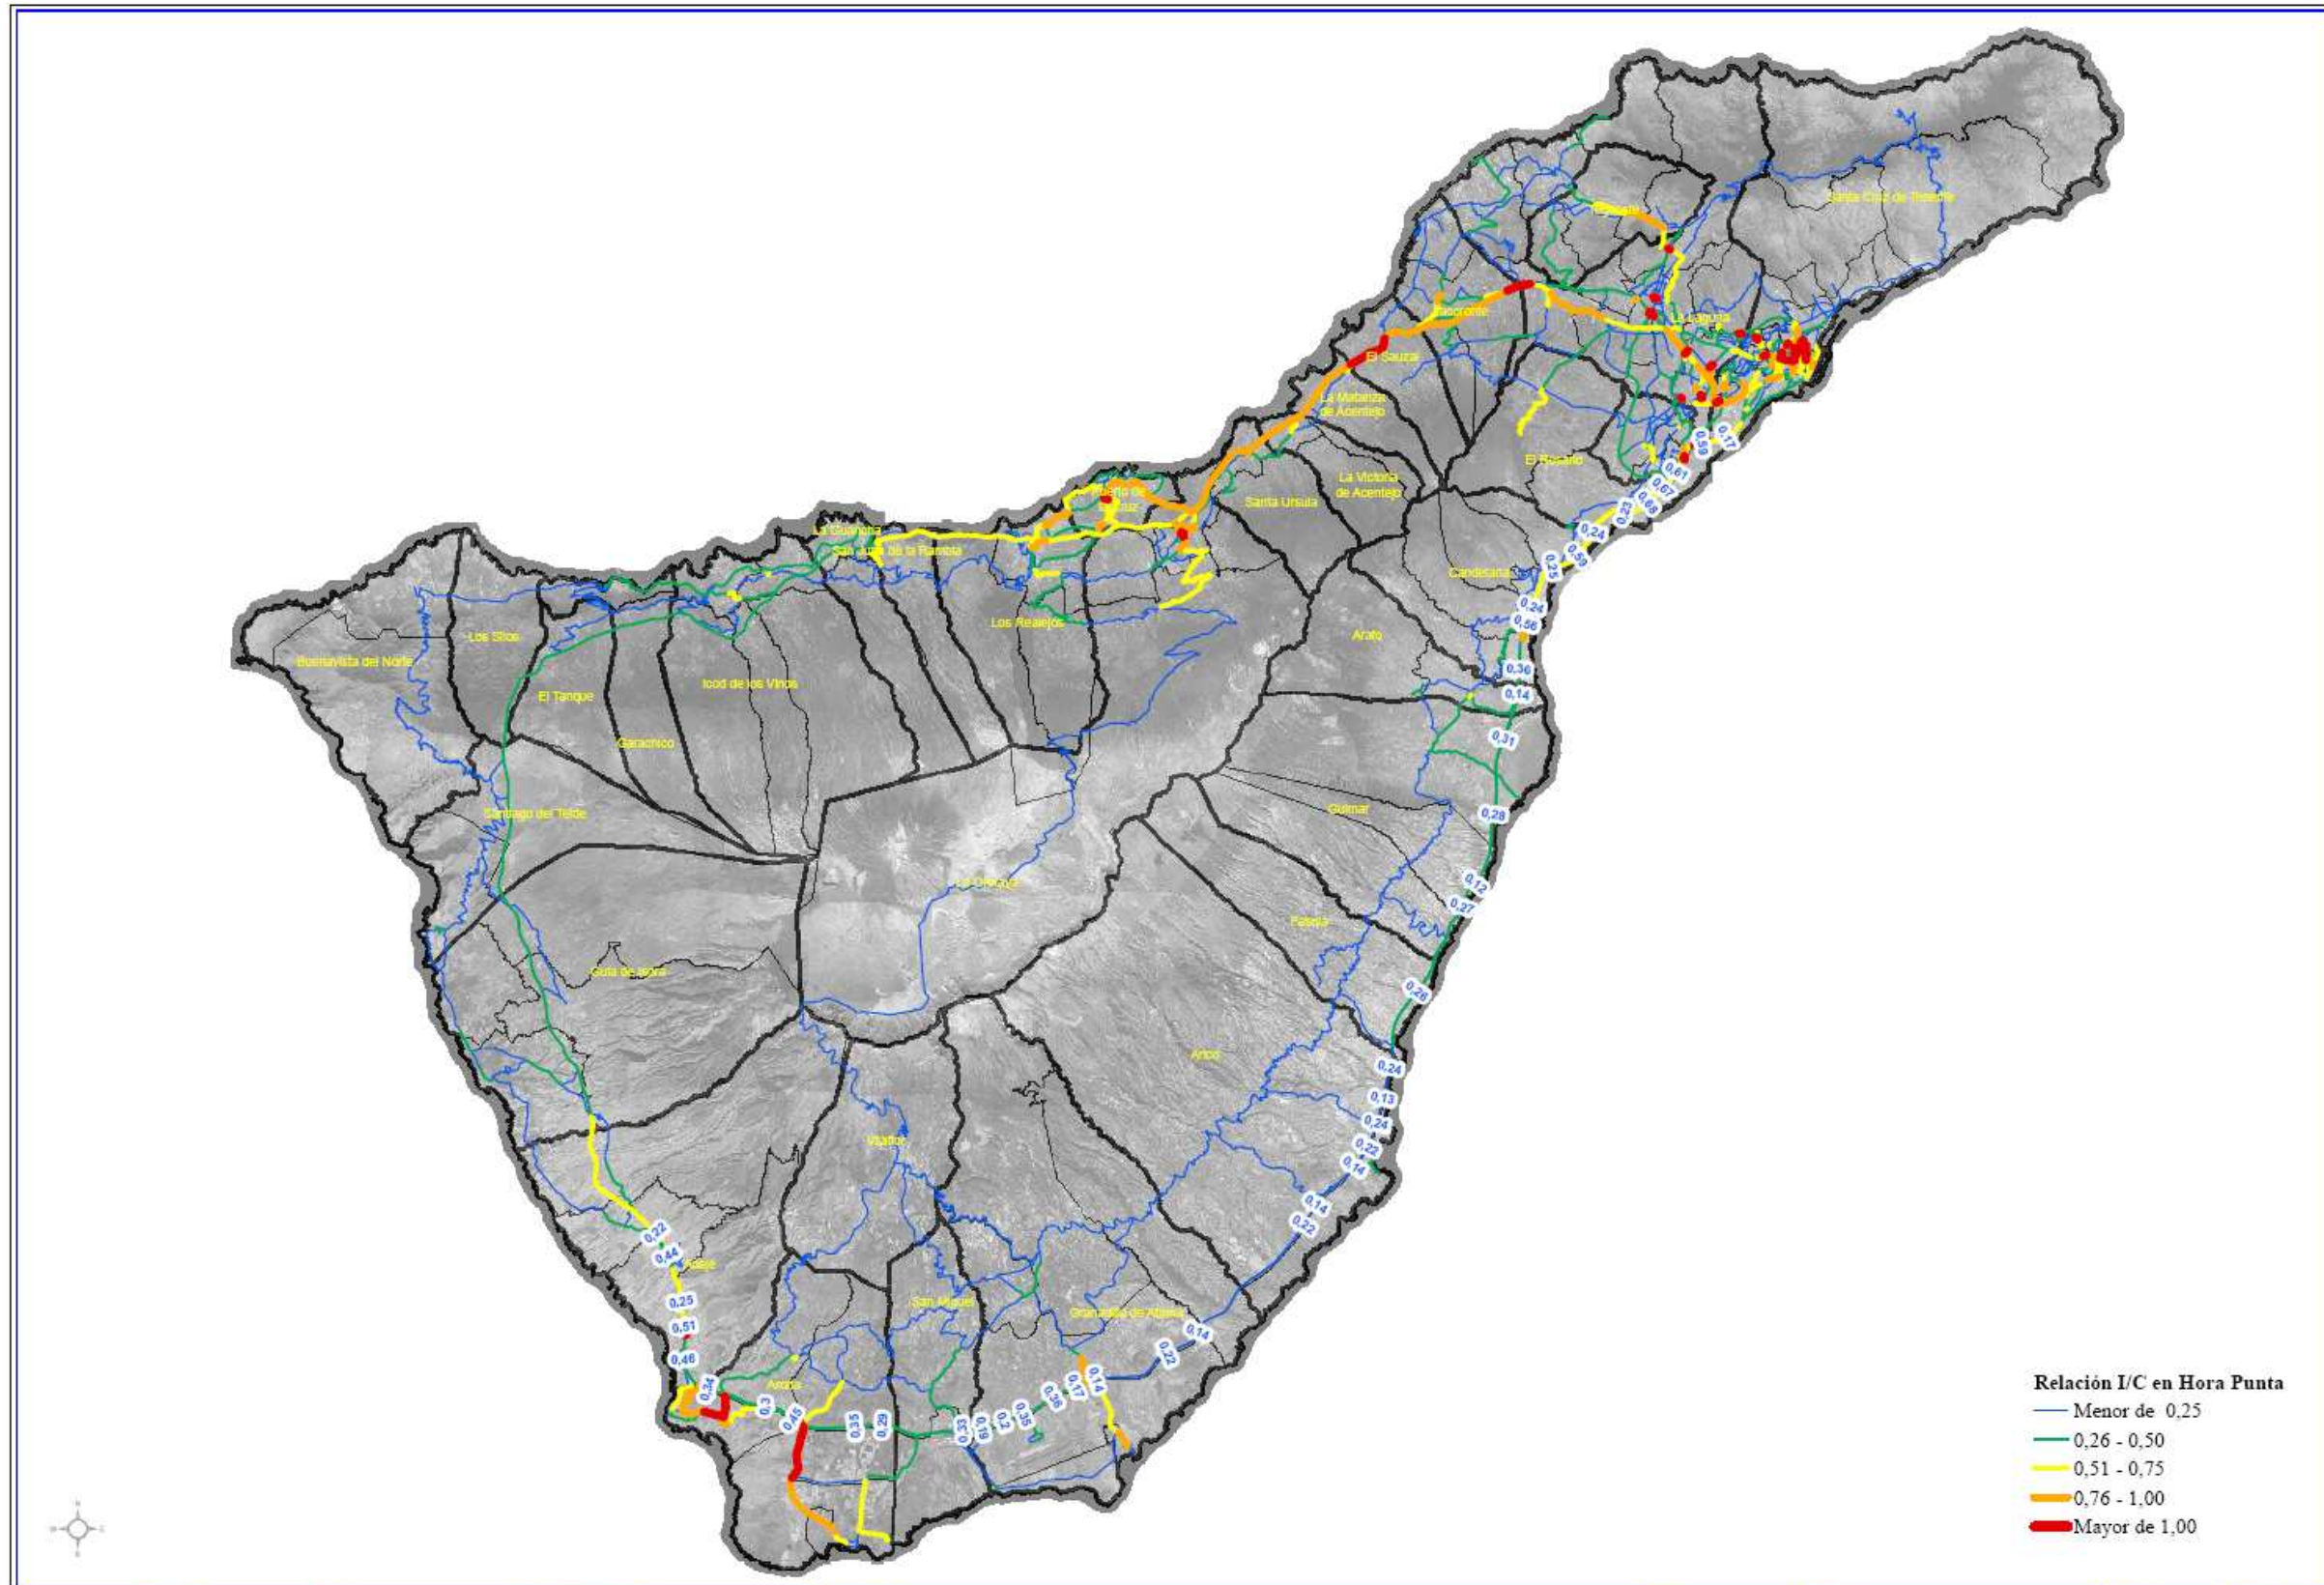 Santa Cruz de Tenerife
Tegueste
Tacoronte
La Laguna
El Sauzal
La Matanza
de Acentejo
0,59
0,17
El Rosario
0,61
0,67
0,68
0,23
0,24
0,59
0,25
La Victoria
de Acentejo
Santa Ursula
Puerto de
la Cruz
La Guancha
San Juan de la Rambla
Candelaria
0,24
0,56
Los Realejos
Arafo
Los Silos
Buenavista del Norte
0,36
0,14
El Tanque
Icod de los Vinos
Garachico
0,31
Guimar
0,28
Santiago del Teide
La Orotava
0,12
0,27
Fasnia
Guia de Isora
0,26
Arico
0,24
0,13
0,24
0,22
0,14
Vilaflor
0,14
0,22
0,22
0,44
Adeje
0,25
San Miguel
Granadilla de Abona
0,51
0,14
0,22
0,46
0,34
Arona
0,3
0,45
0,35
0,29
0,33
0,19
0,2
0,35
0,36
0,17
0,14
Relación I/C en Hora Punta
Menor de 0,25
0,26 - 0,50
0,51 - 0,75
0,76 - 1,00
Mayor de 1,00